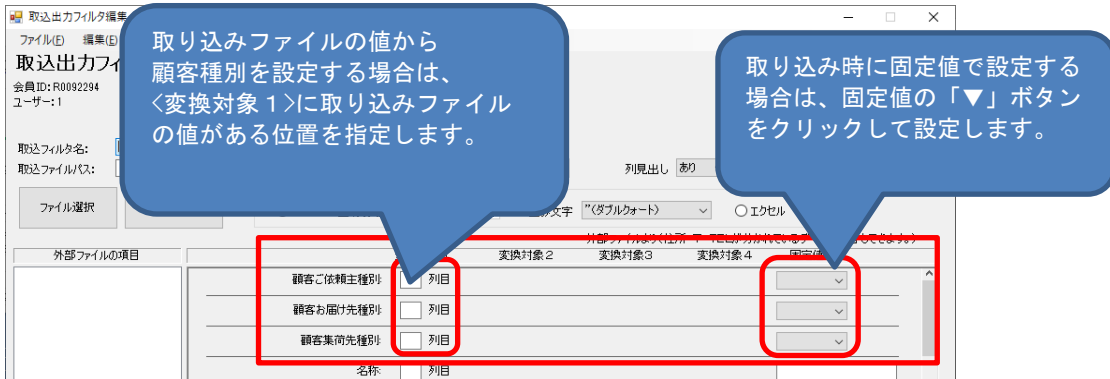 取込出力フィルタ編集
ファイル(F) 編集(E)
取込出力フィ
会員ID:R0092294
ユーザー:1
取り込みファイルの値から
顧客種別を設定する場合は、
<変換対象1>に取り込みファイル
の値がある位置を指定します。
取り込み時に固定値で設定する
場合は、固定値の「▼」ボタン
をクリックして設定します。
取込フィルタ名:
取込ファイルパス: 列見出し あり
ファイル選択 文字 "(ダブルクォート) エクセル
外部ファイルの項目 変換対象2 変換対象3 変換対象4
顧客ご依頼主種別: 列目
顧客お届け先種別: 列目
顧客集荷先種別: 列目
名称: 列目